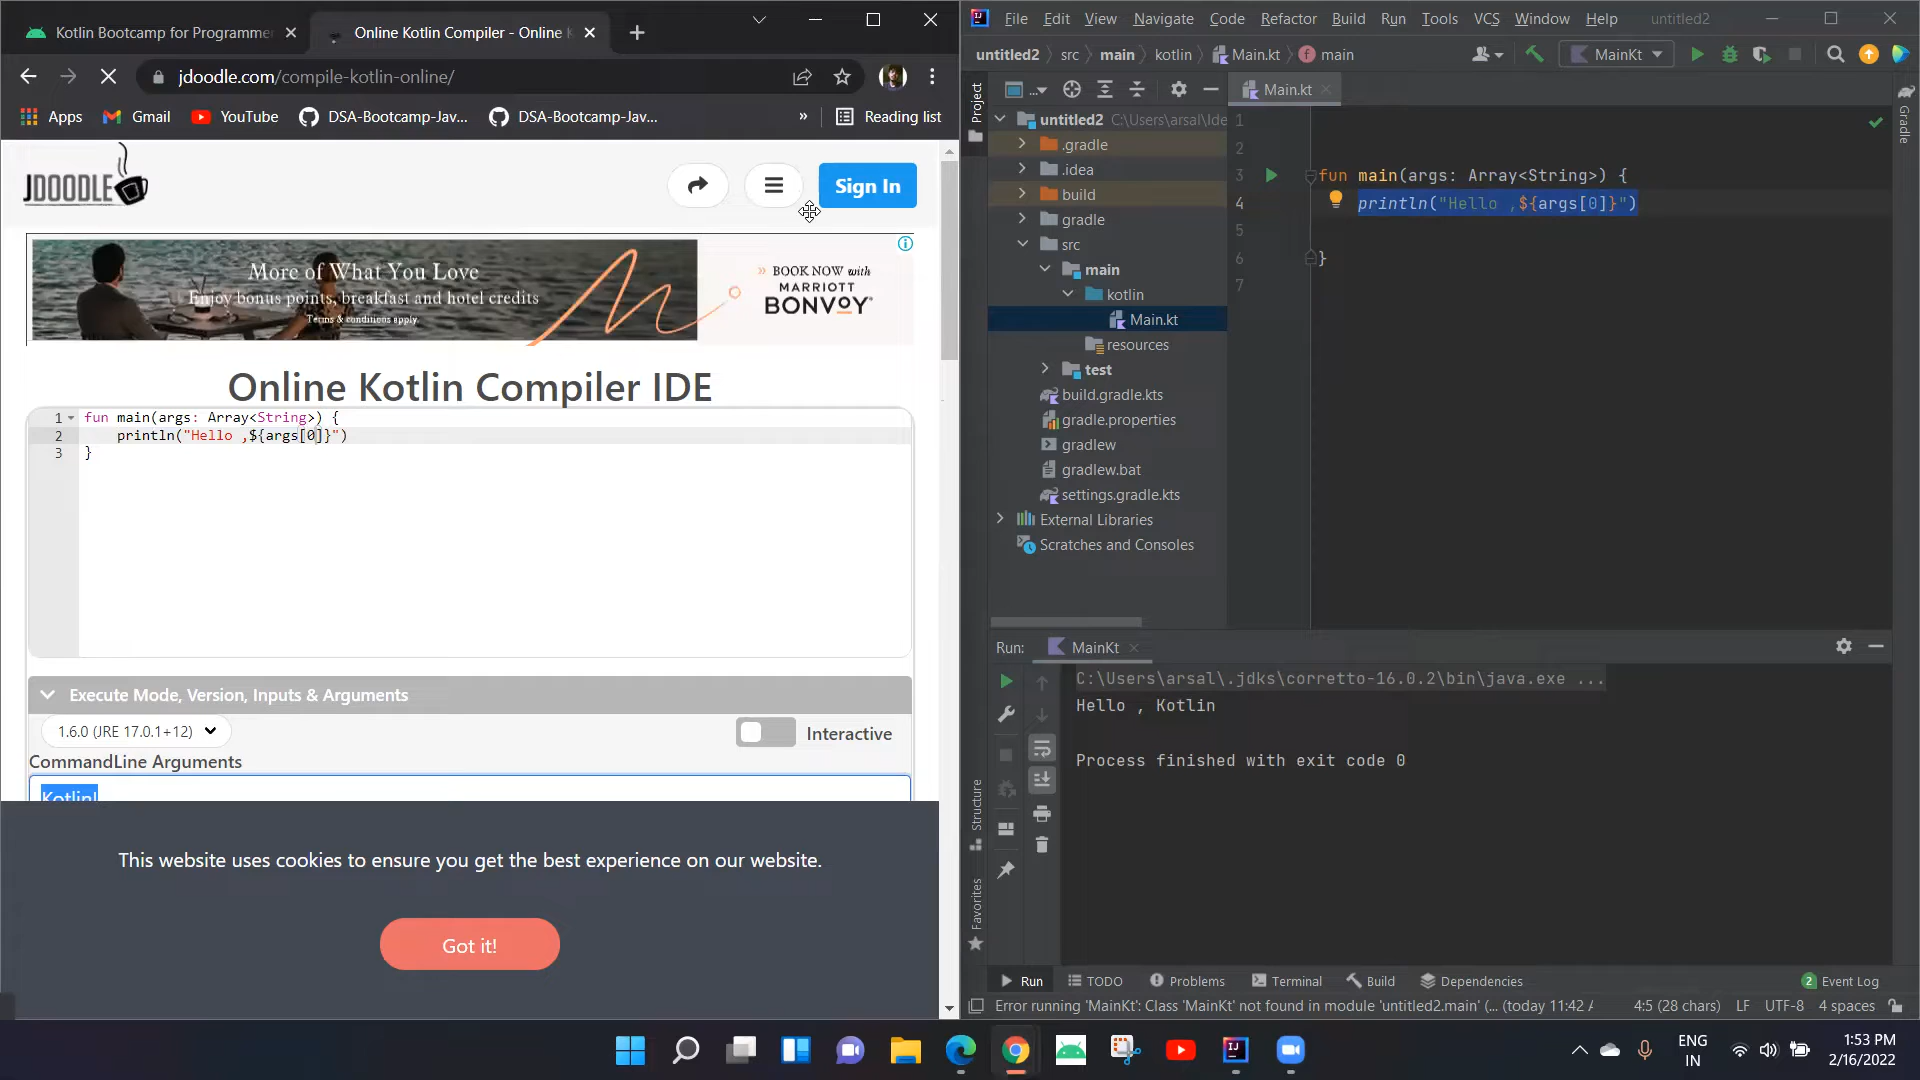 Kotlin Bootcamp for Programme
Online Kotlin Compiler - Online
jdoodle.com/compile-kotlin-online/
Apps
Gmail
YouTube
DSA-Bootcamp-Jav...
DSA-Bootcamp-Jav...
»
Reading list
JDOODLE
Sign In
More of What You Love
Enjoy bonus points, breakfast and hotel credits
Terms & conditions apply.
BOOK NOW with
MARRIOTT
BONVOY
Online Kotlin Compiler IDE
1 fun main(args: Array<String>) {
2 println("Hello ,${args[0]}")
3 }
Execute Mode, Version, Inputs & Arguments
1.6.0 (JRE 17.0.1+12)
Interactive
CommandLine Arguments
Kotlin!
This website uses cookies to ensure you get the best experience on our website.
Got it!
File Edit View Navigate Code Refactor Build Run Tools VCS Window Help untitled2
untitled2 src main kotlin Main.kt main
MainKt
Project
...
Main.kt
untitled2 C:\Users\arsal\Ide
.gradle
.idea
build
gradle
src
main
kotlin
Main.kt
resources
test
build.gradle.kts
gradle.properties
gradlew
gradlew.bat
settings.gradle.kts
External Libraries
Scratches and Consoles
1
2
3 fun main(args: Array<String>) {
4 println("Hello ,${args[0]}")
5
6 }
7
Gradle
Run: MainKt
C:\Users\arsal\.jdks\corretto-16.0.2\bin\java.exe ...
Hello , Kotlin
Process finished with exit code 0
Structure
Favorites
Run TODO Problems Terminal Build Dependencies
2 Event Log
Error running 'MainKt': Class 'MainKt' not found in module 'untitled2.main' (... (today 11:42 A
4:5 (28 chars) LF UTF-8 4 spaces
ENG
IN
1:53 PM
2/16/2022